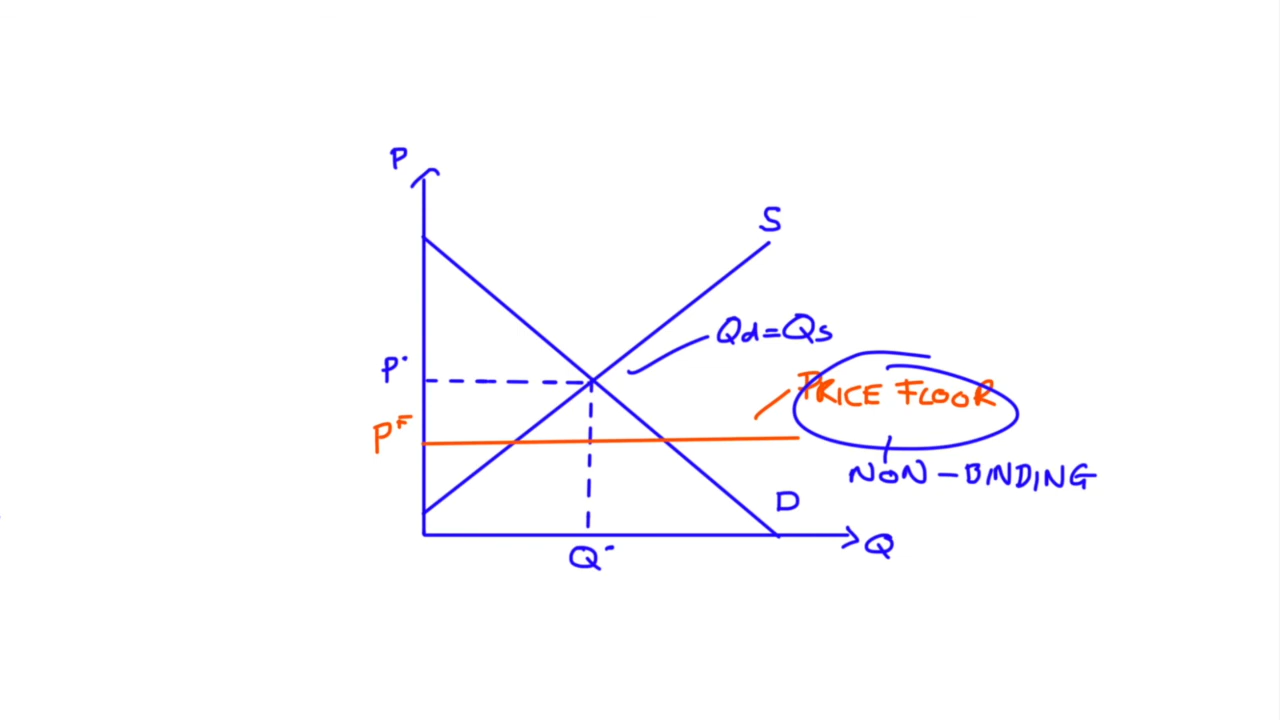 P
S
Qd=Qs
P*
PRICE FLOOR
PF
NON-BINDING
D
Q
Q*